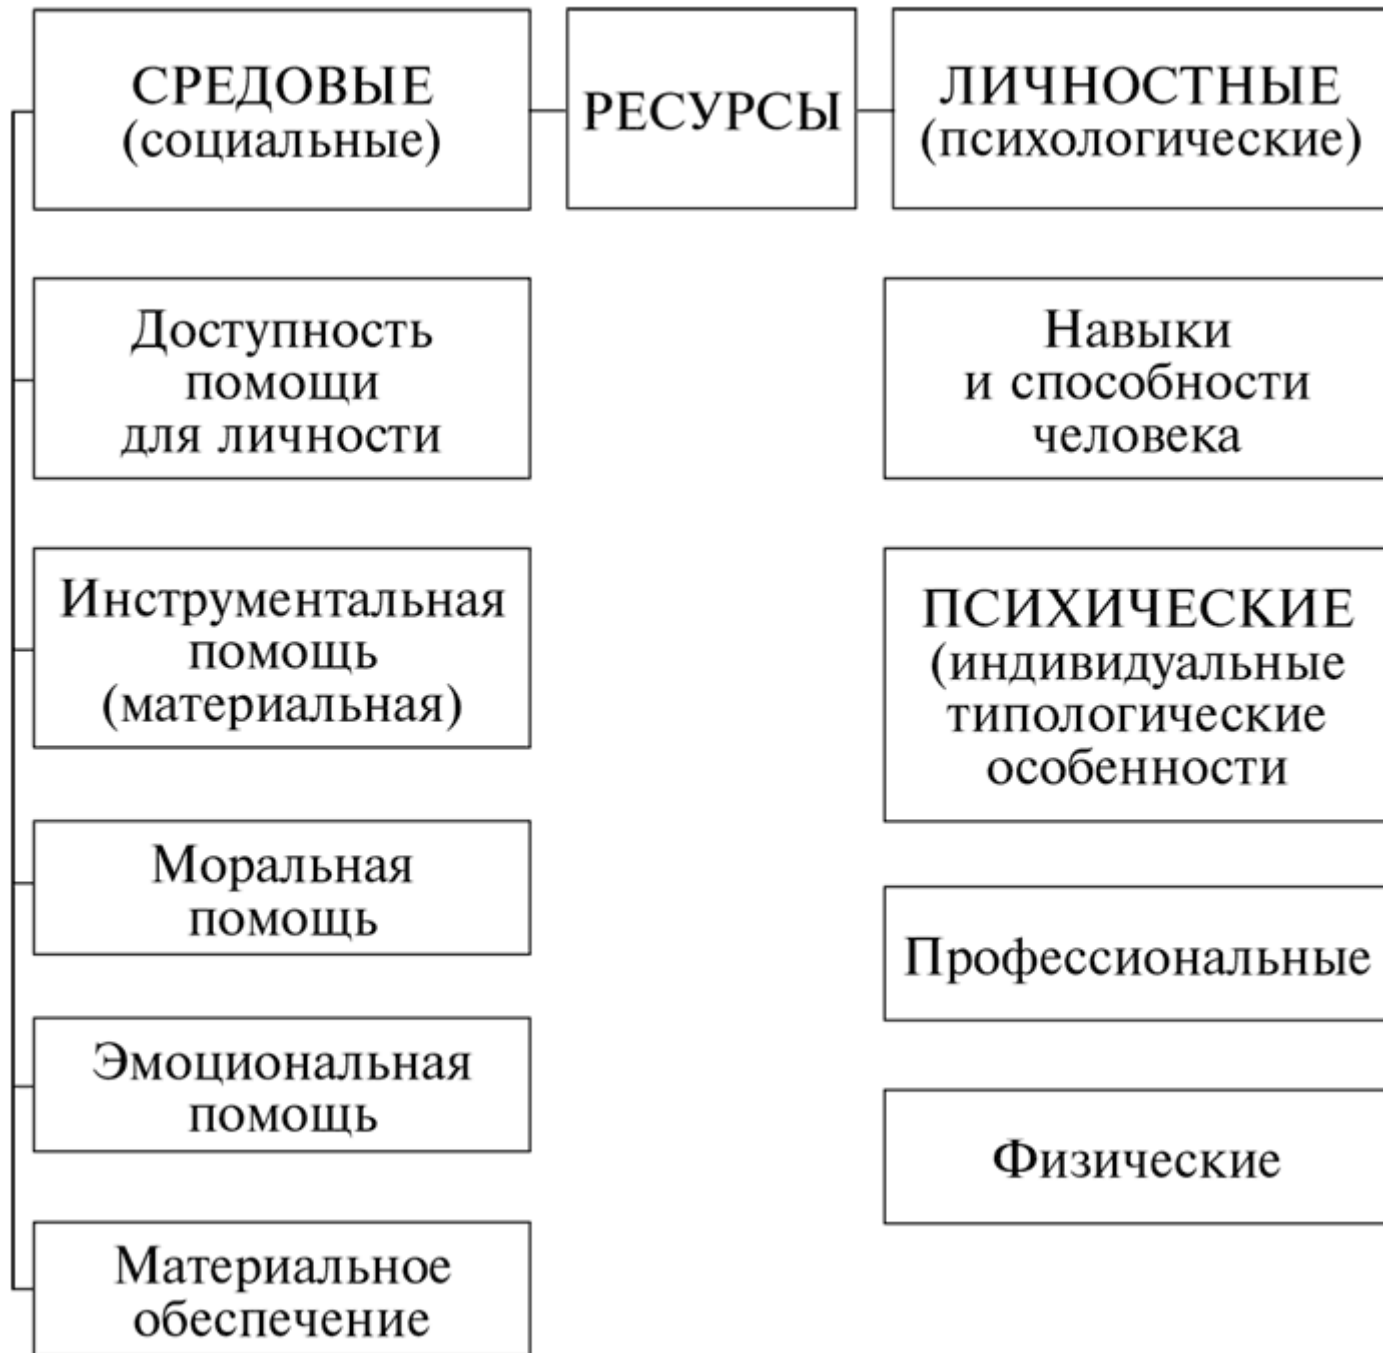 СРЕДОВЫЕ
(социальные)
РЕСУРСЫ
ЛИЧНОСТНЫЕ
(психологические)
Доступность
помощи
для личности
Навыки
и способности
человека
Инструментальная
помощь
(материальная)
ПСИХИЧЕСКИЕ
(индивидуальные
типологические
особенности
Моральная
помощь
Профессиональные
Эмоциональная
помощь
Физические
Материальное
обеспечение